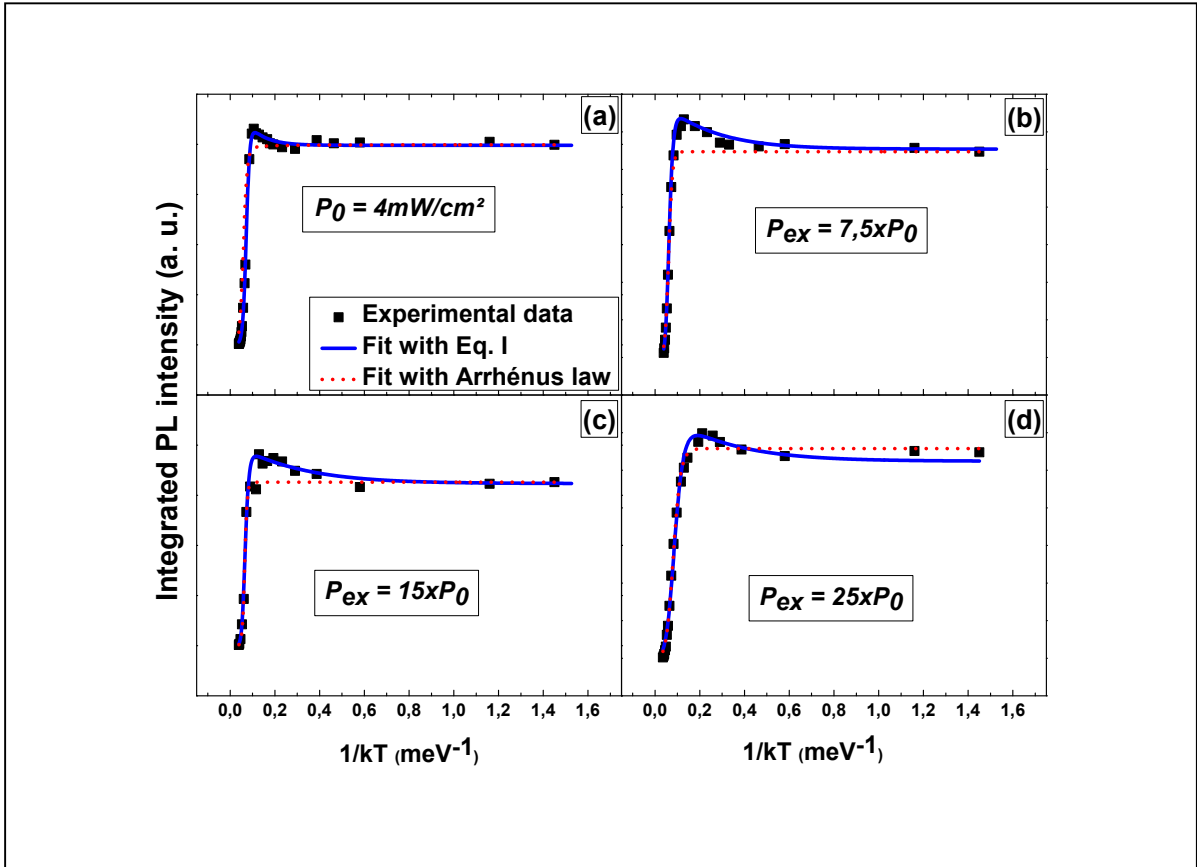 Integrated PL intensity (a. u.)
(a)
P0 = 4mW/cm²
Experimental data
Fit with Eq. I
Fit with Arrhénus law
(b)
Pex = 7,5xP0
(c)
Pex = 15xP0
(d)
Pex = 25xP0
0,0 0,2 0,4 0,6 0,8 1,0 1,2 1,4 1,6
0,0 0,2 0,4 0,6 0,8 1,0 1,2 1,4 1,6
1/kT (meV-1)
1/kT (meV-1)